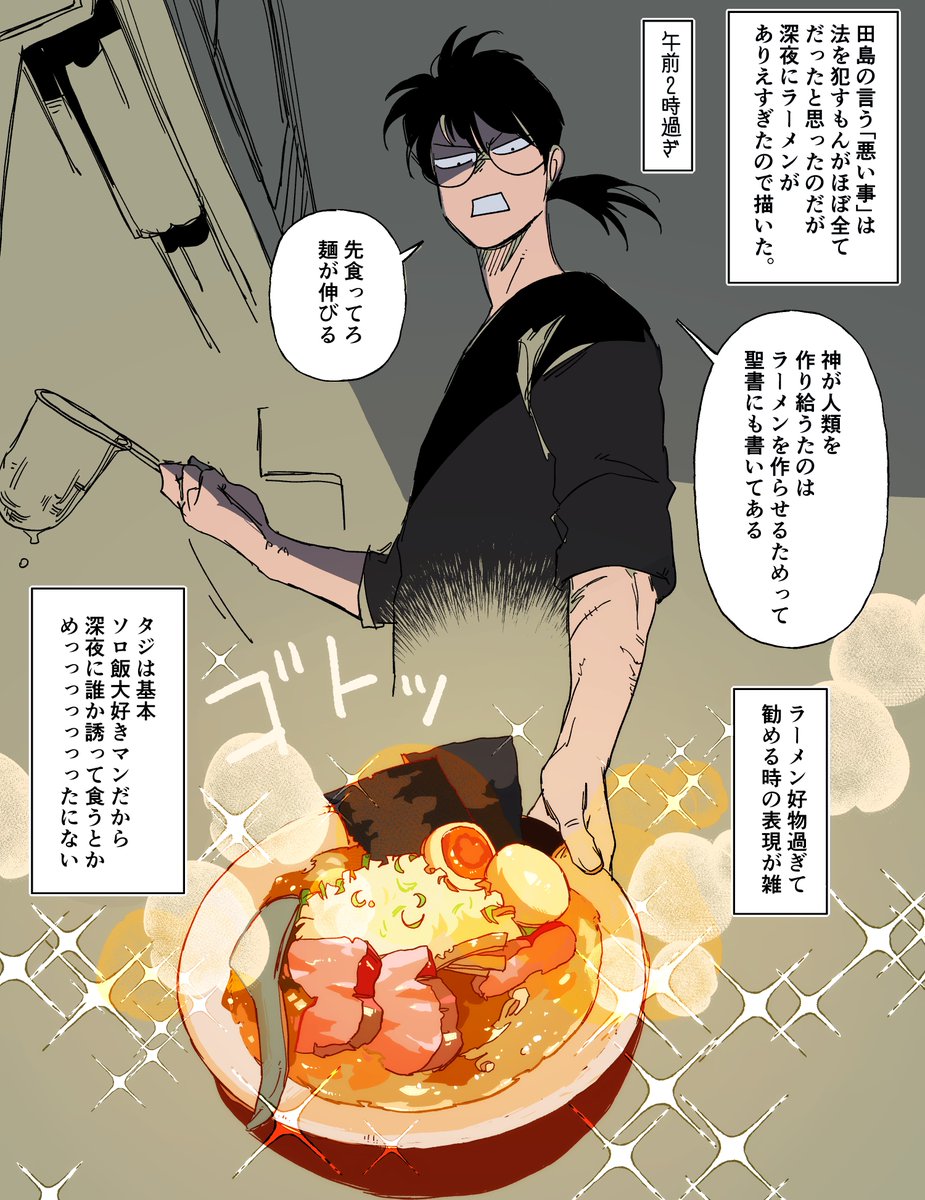 田島の言う「悪い事」は
法を犯すもんがほぼ全て
だったと思ったのだが
深夜にラーメンが
ありえすぎたので描いた。
午前2時過ぎ
先食ってろ
麺が伸びる
神が人類を
作り給うたのは
ラーメンを作らせるためって
聖書にも書いてある
ゴトッ
ラーメン好物過ぎて
勧める時の表現が雑
タジは基本
ソロ飯大好きマンだから
深夜に誰か誘って食うとか
めっっっっっっったにない